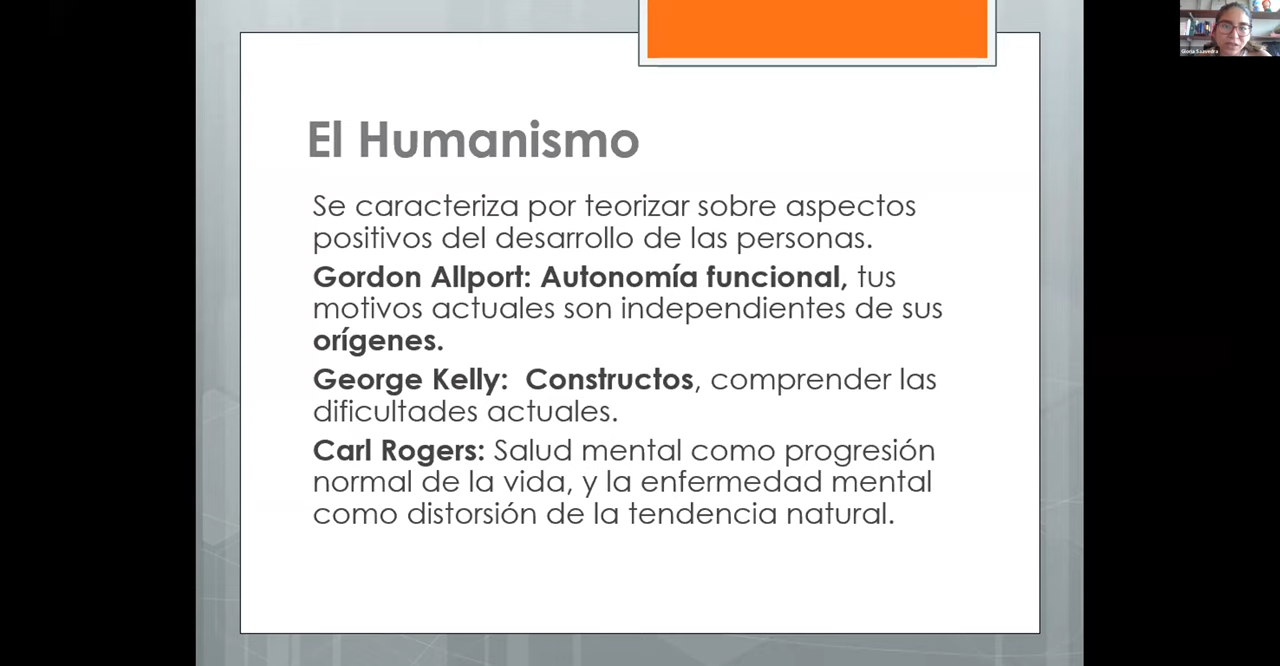 El Humanismo
Se caracteriza por teorizar sobre aspectos
positivos del desarrollo de las personas.
Gordon Allport: Autonomía funcional, tus
motivos actuales son independientes de sus
orígenes.
George Kelly:  Constructos, comprender las
dificultades actuales.
Carl Rogers: Salud mental como progresión
normal de la vida, y la enfermedad mental
como distorsión de la tendencia natural.
Gloria Saavedra